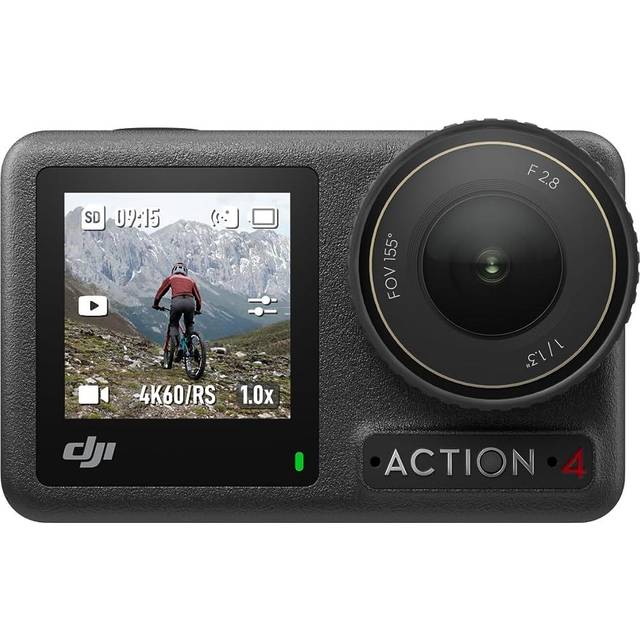 SD 09:15
4K60/RS 1.0x
dji
F 2.8
FOV 155°
1/1.3"
ACTION 4